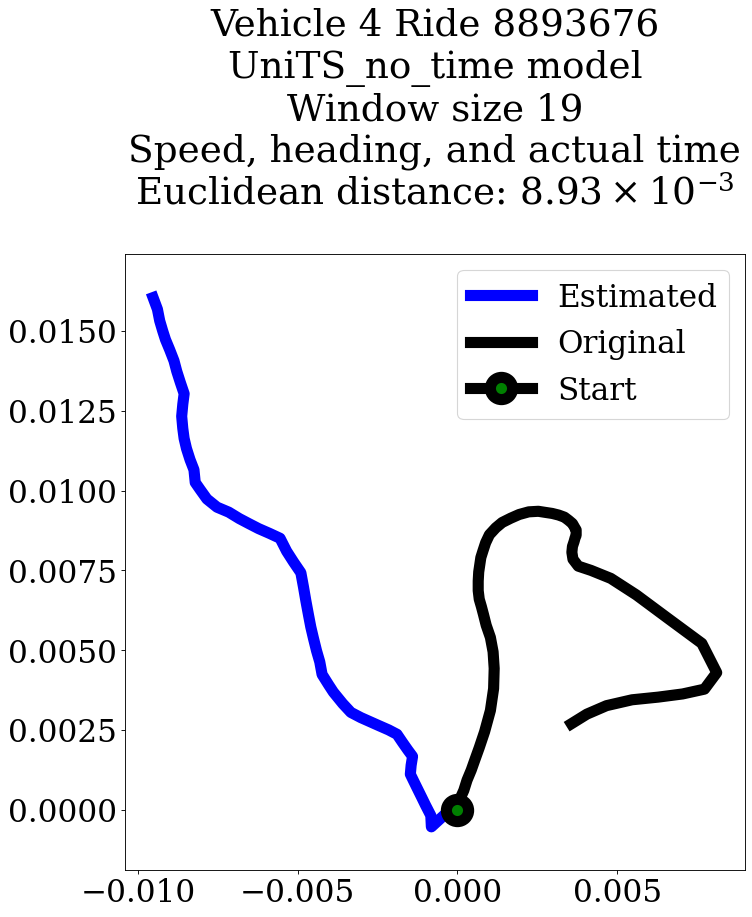 Vehicle 4 Ride 8893676
UniTS_no_time model
Window size 19
Speed, heading, and actual time
Euclidean distance: 8.93 × 10⁻³
Estimated
Original
Start
0.0150
0.0125
0.0100
0.0075
0.0050
0.0025
0.0000
−0.010 −0.005 0.000 0.005